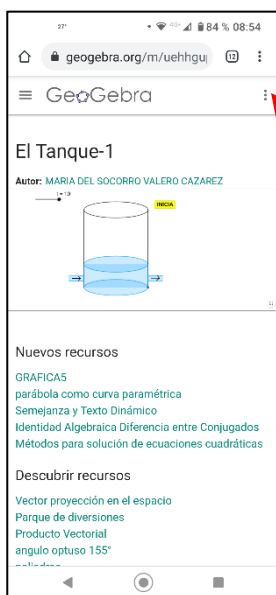 27° 4G+ 84 % 08:54
geogebra.org/m/uehhgu 12
GeoGebra
El Tanque-1
Autor: MARIA DEL SOCORRO VALERO CAZAREZ
INICIA
Nuevos recursos
GRAFICA5
parábola como curva paramétrica
Semejanza y Texto Dinámico
Identidad Algebraica Diferencia entre Conjugados
Métodos para solución de ecuaciones cuadráticas
Descubrir recursos
Vector proyección en el espacio
Parque de diversiones
Producto Vectorial
angulo optuso 155°